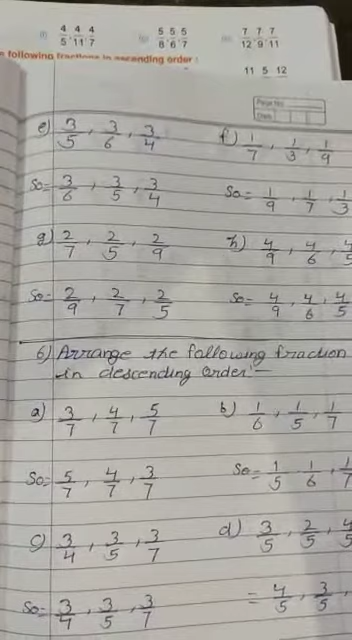 (i) 4/5, 4/11, 4/7 5/8, 5/6, 5/7 7/12, 7/9, 7/11
following fractions in ascending order :
11 5 12
Page No.
Date
e) 3/5, 3/6, 3/4 f) 1/7, 1/3, 1/9
So= 3/6, 3/5, 3/4 So= 1/9, 1/7, 1/3
g) 2/7, 2/5, 2/9 h) 4/9, 4/6, 4/5
So= 2/9, 2/7, 2/5 So= 4/9, 4/6, 4/5
6) Arrange the following fraction
in descending order:-
a) 3/7, 4/7, 5/7 b) 1/6, 1/5, 1/7
So= 5/7, 4/7, 3/7 So= 1/5 1/6, 1/7
c) 3/4, 3/5, 3/7 d) 3/5, 2/5, 4/5
So= 3/4, 3/5, 3/7 = 4/5, 3/5,